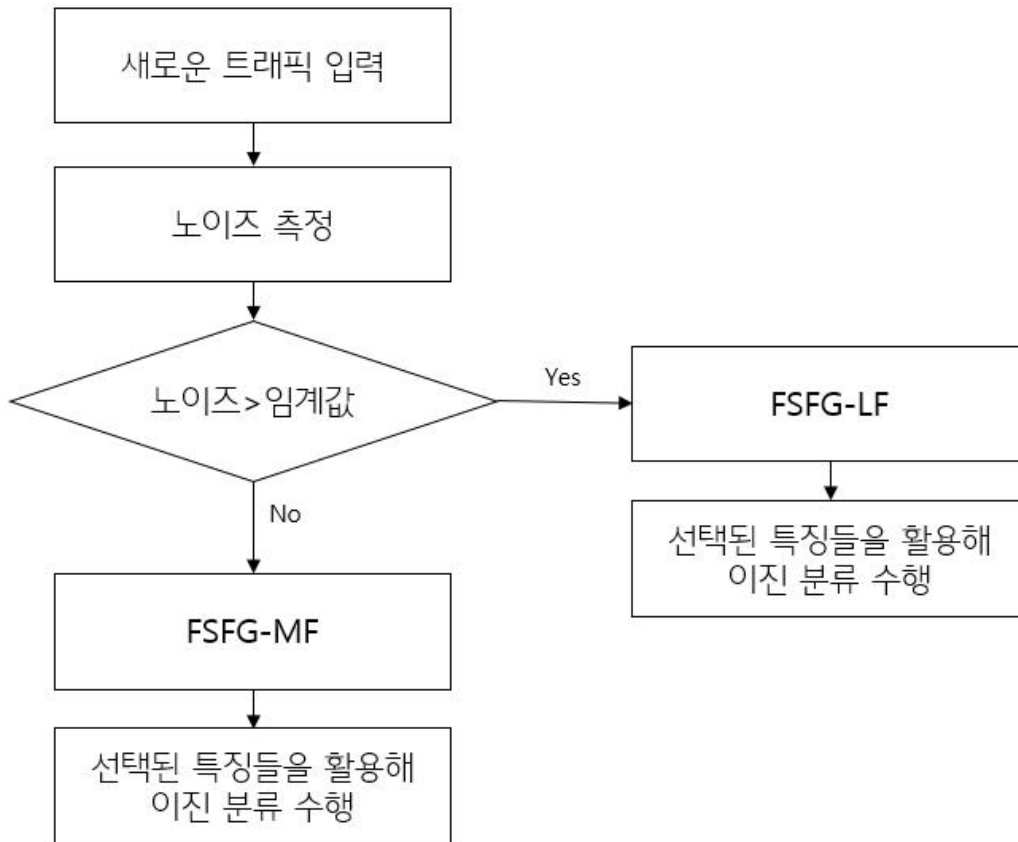 새로운 트래픽 입력
노이즈 측정
노이즈>임계값
Yes
FSFG-LF
선택된 특징들을 활용해
이진 분류 수행
No
FSFG-MF
선택된 특징들을 활용해
이진 분류 수행